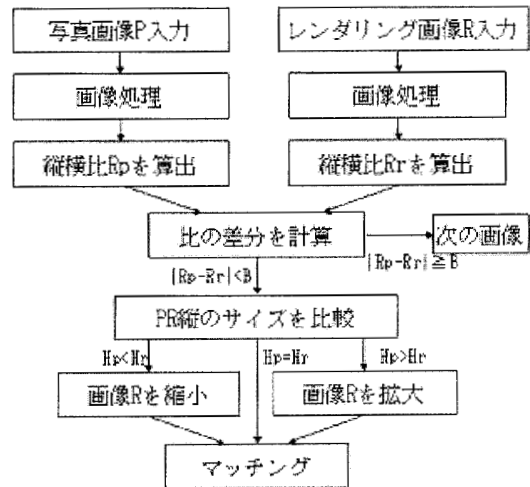 写真画像P入力
レンダリング画像R入力
画像処理
画像処理
縦横比Rpを算出
縦横比Rrを算出
比の差分を計算
次の画像
|Rp-Rr|<B
|Rp-Rr|≧B
PR縦のサイズを比較
Hp<Hr
Hp=Hr
Hp>Hr
画像Rを縮小
画像Rを拡大
マッチング